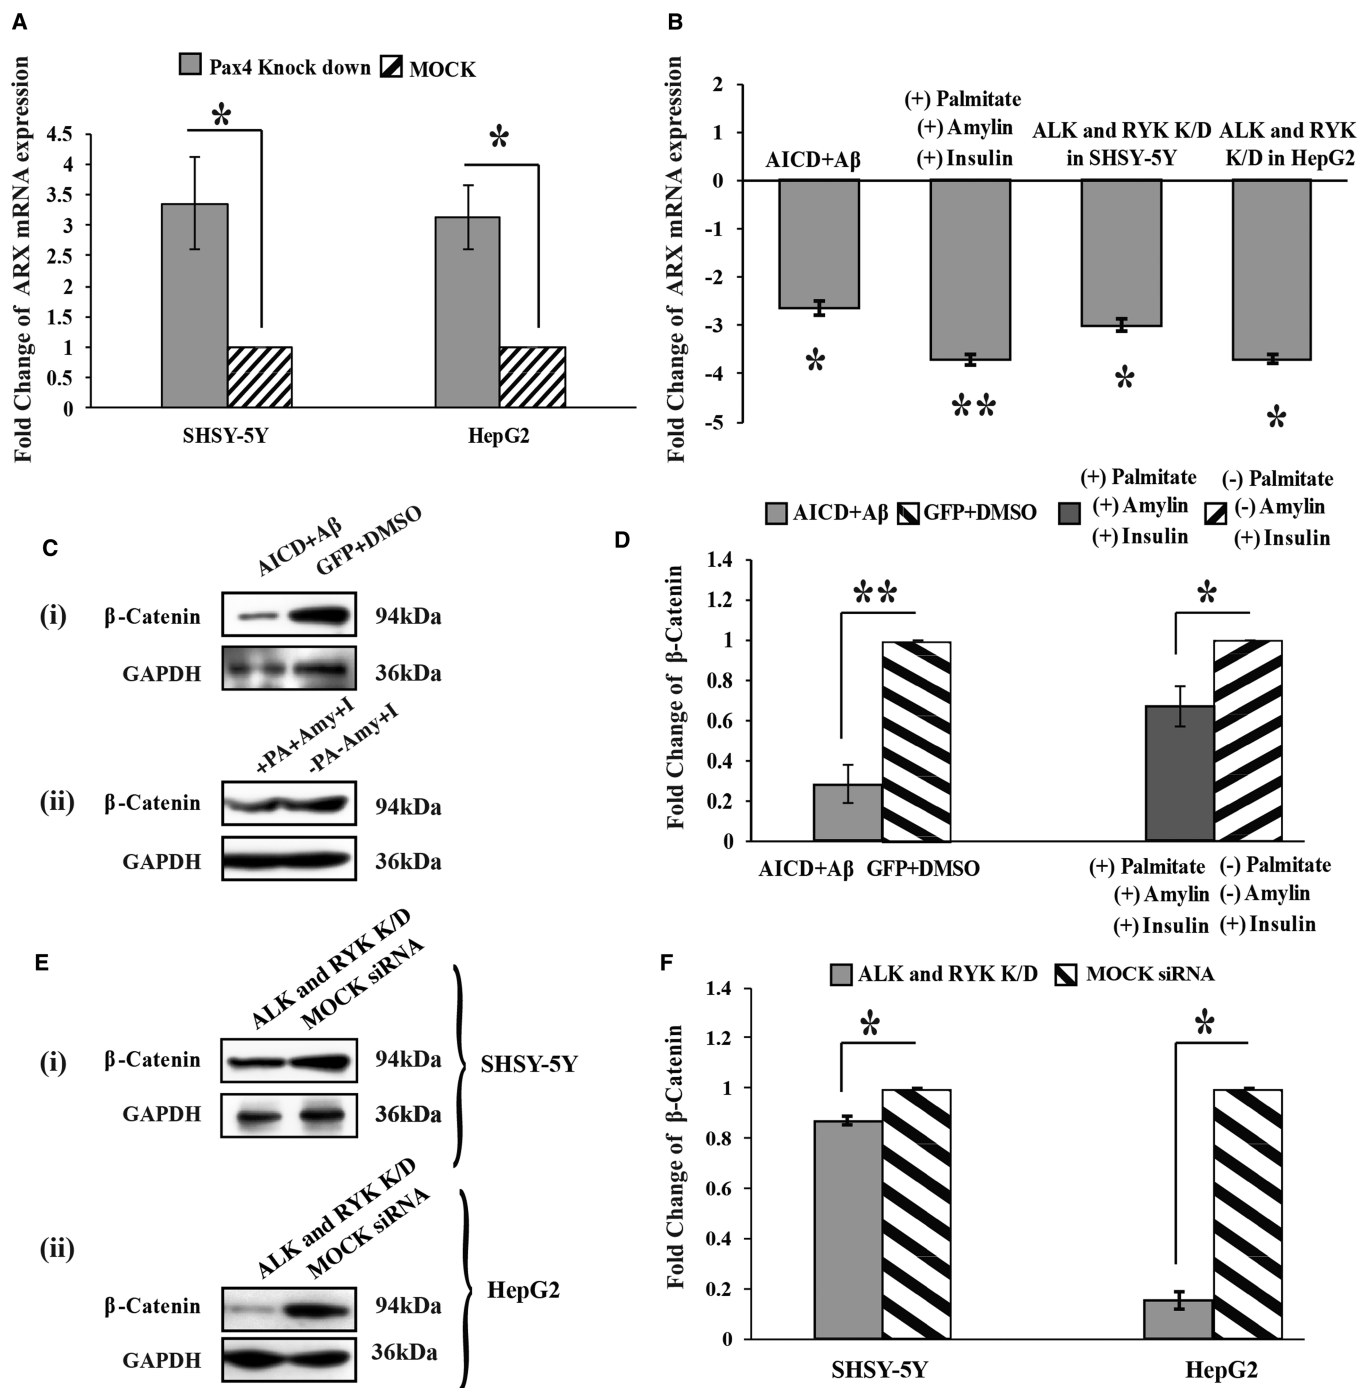 A
Pax4 Knock down MOCK
Fold Change of ARX mRNA expression
*
*
4.5
4
3.5
3
2.5
2
1.5
1
0.5
0
SHSY-5Y HepG2
B
Fold Change of ARX mRNA expression
2
1
0
-1
-2
-3
-4
-5
AICD+Aβ
(+) Palmitate
(+) Amylin
(+) Insulin
ALK and RYK K/D
in SHSY-5Y
ALK and RYK
K/D in HepG2
*
**
*
*
C
AICD+Aβ
GFP+DMSO
(i)
β-Catenin 94kDa
GAPDH 36kDa
+PA+Amy+I
-PA-Amy+I
(ii)
β-Catenin 94kDa
GAPDH 36kDa
D
AICD+Aβ GFP+DMSO
(+) Palmitate
(+) Amylin
(+) Insulin
(-) Palmitate
(-) Amylin
(+) Insulin
Fold Change of β-Catenin
1.4
1.2
1
0.8
0.6
0.4
0.2
0
**
*
AICD+Aβ GFP+DMSO
(+) Palmitate
(+) Amylin
(+) Insulin
(-) Palmitate
(-) Amylin
(+) Insulin
E
ALK and RYK K/D
MOCK siRNA
(i)
β-Catenin 94kDa
GAPDH 36kDa
SHSY-5Y
ALK and RYK K/D
MOCK siRNA
(ii)
β-Catenin 94kDa
GAPDH 36kDa
HepG2
F
ALK and RYK K/D MOCK siRNA
Fold Change of β-Catenin
1.4
1.2
1
0.8
0.6
0.4
0.2
0
*
*
SHSY-5Y HepG2